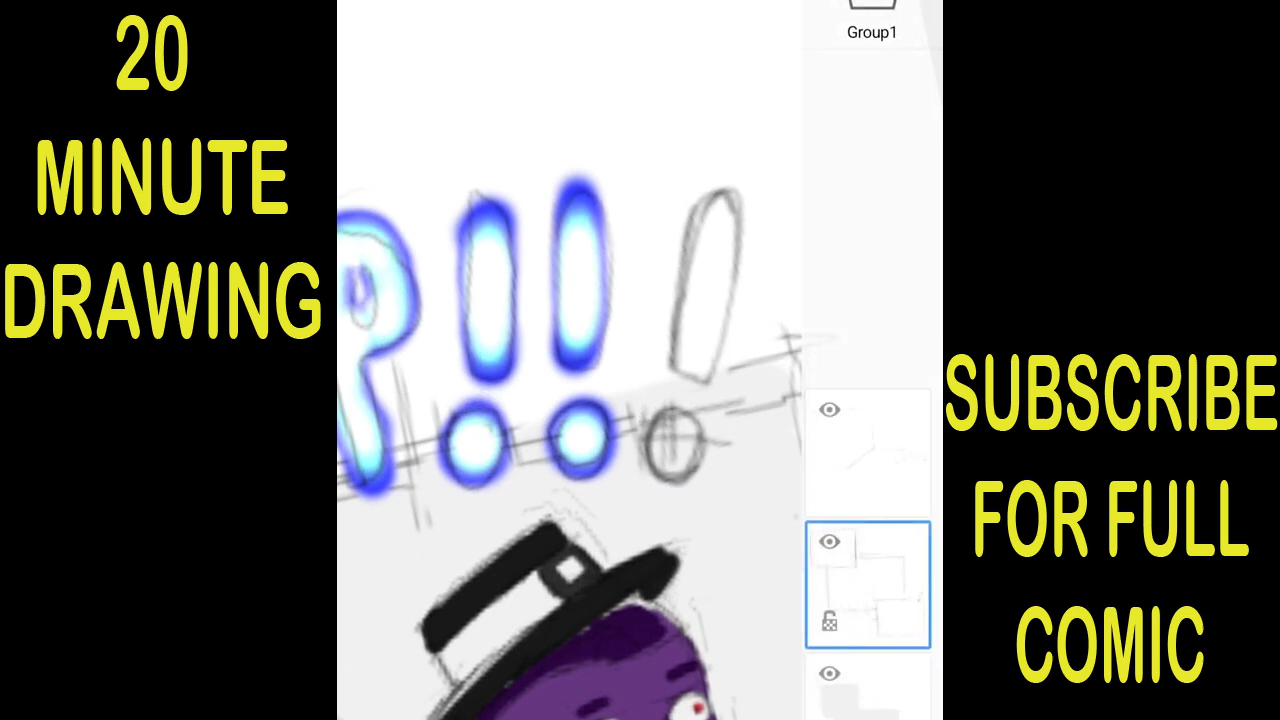 20
MINUTE
DRAWING
Group1
P!!!
SUBSCRIBE
FOR FULL
COMIC